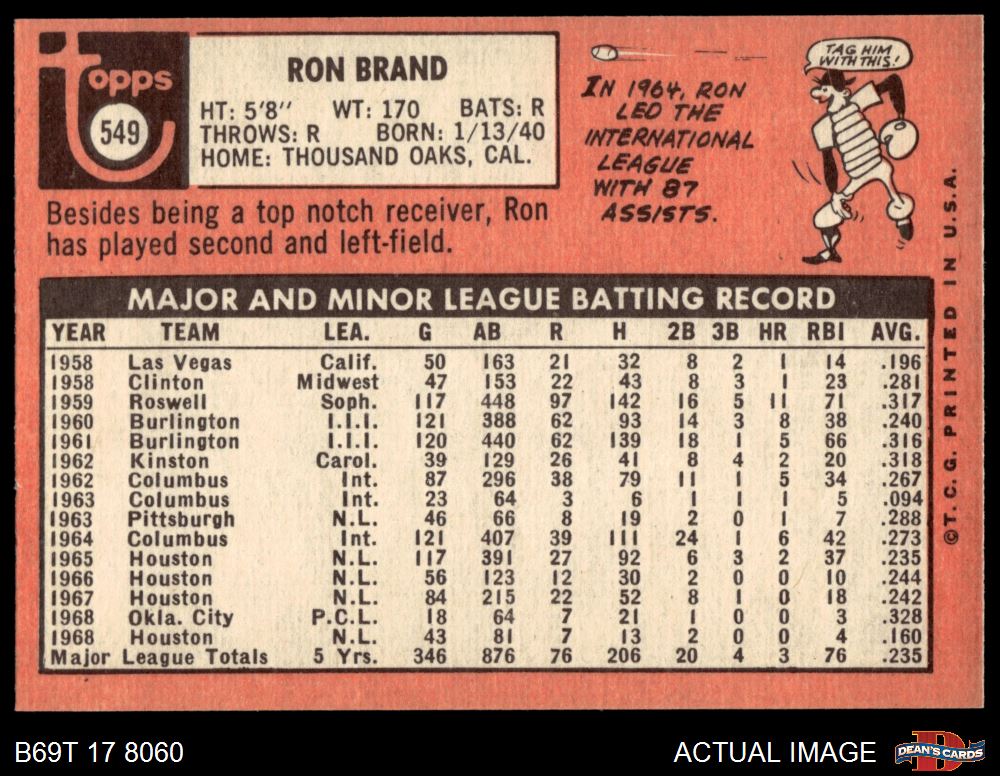 topps
549
RON BRAND
HT: 5'8" WT: 170 BATS: R
THROWS: R BORN: 1/13/40
HOME: THOUSAND OAKS, CAL.
Besides being a top notch receiver, Ron
has played second and left-field.
IN 1964, RON
LED THE
INTERNATIONAL
LEAGUE
WITH 87
ASSISTS.
TAG HIM
WITH THIS!
MAJOR AND MINOR LEAGUE BATTING RECORD
YEAR TEAM LEA. G AB R H 2B 3B HR RBI AVG.
1958 Las Vegas Calif. 50 163 21 32 8 2 1 14 .196
1958 Clinton Midwest 47 153 22 43 8 3 1 23 .281
1959 Roswell Soph. 117 448 97 142 16 5 11 71 .317
1960 Burlington I.I.I. 121 388 62 93 14 3 8 38 .240
1961 Burlington I.I.I. 120 440 62 139 18 1 5 66 .316
1962 Kinston Carol. 39 129 26 41 8 4 2 20 .318
1962 Columbus Int. 87 296 38 79 11 1 5 34 .267
1963 Columbus Int. 23 64 3 6 1 1 1 5 .094
1963 Pittsburgh N.L. 46 66 8 19 2 0 1 7 .288
1964 Columbus Int. 121 407 39 111 24 1 6 42 .273
1965 Houston N.L. 117 391 27 92 6 3 2 37 .235
1966 Houston N.L. 56 123 12 30 2 0 0 10 .244
1967 Houston N.L. 84 215 22 52 8 1 0 18 .242
1968 Okla. City P.C.L. 18 64 7 21 1 0 0 3 .328
1968 Houston N.L. 43 81 7 13 2 0 0 4 .160
Major League Totals 5 Yrs. 346 876 76 206 20 4 3 76 .235
©T.C.G. PRINTED IN U.S.A.
B69T 17 8060
ACTUAL IMAGE
DEAN'S CARDS